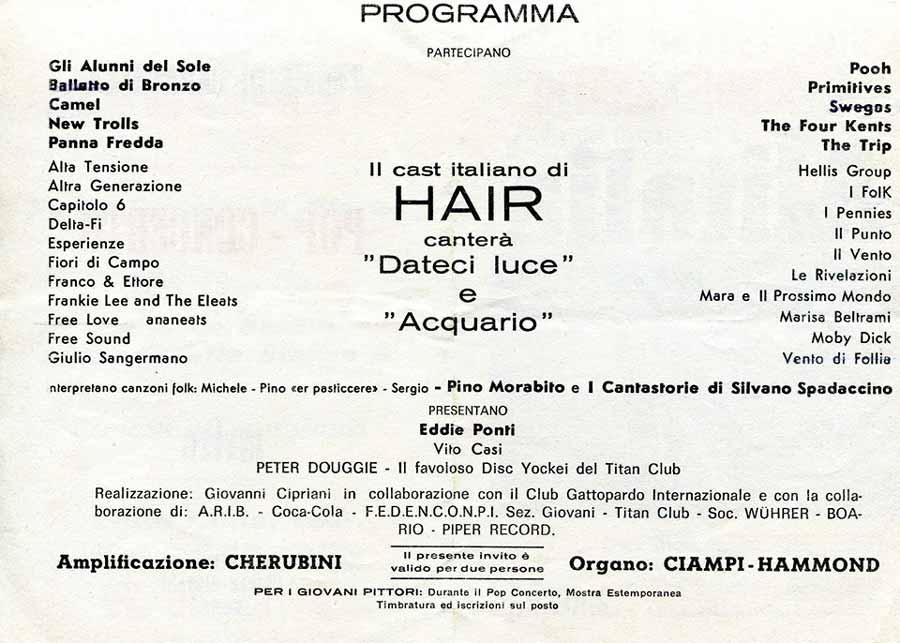 PROGRAMMA
PARTECIPANO
Gli Alunni del Sole
Balletto di Bronzo
Camel
New Trolls
Panna Fredda
Alta Tensione
Altra Generazione
Capitolo 6
Delta-Fi
Esperienze
Fiori di Campo
Franco & Ettore
Frankie Lee and The Eleats
Free Love ananeats
Free Sound
Giulio Sangermano
Il cast italiano di
HAIR
canterà
"Dateci luce"
e
"Acquario"
Pooh
Primitives
Swegas
The Four Kents
The Trip
Hellis Group
I FolK
I Pennies
Il Punto
Il Vento
Le Rivelazioni
Mara e Il Prossimo Mondo
Marisa Beltrami
Moby Dick
Vento di Follia
nterpretano canzoni folk: Michele - Pino «er pasticcere» - Sergio - Pino Morabito e I Cantastorie di Silvano Spadaccino
PRESENTANO
Eddie Ponti
Vito Casi
PETER DOUGGIE - Il favoloso Disc Yockei del Titan Club
Realizzazione: Giovanni Cipriani in collaborazione con il Club Gattopardo Internazionale e con la colla-
borazione di: A.R.I.B. - Coca-Cola - F.E.D.E.N.C.O.N.P.I. Sez. Giovani - Titan Club - Soc. WÜHRER - BOA-
RIO - PIPER RECORD.
Amplificazione: CHERUBINI
Il presente invito è
valido per due persone
Organo: CIAMPI-HAMMOND
PER I GIOVANI PITTORI: Durante il Pop Concerto, Mostra Estemporanea
Timbratura ed iscrizioni sul posto